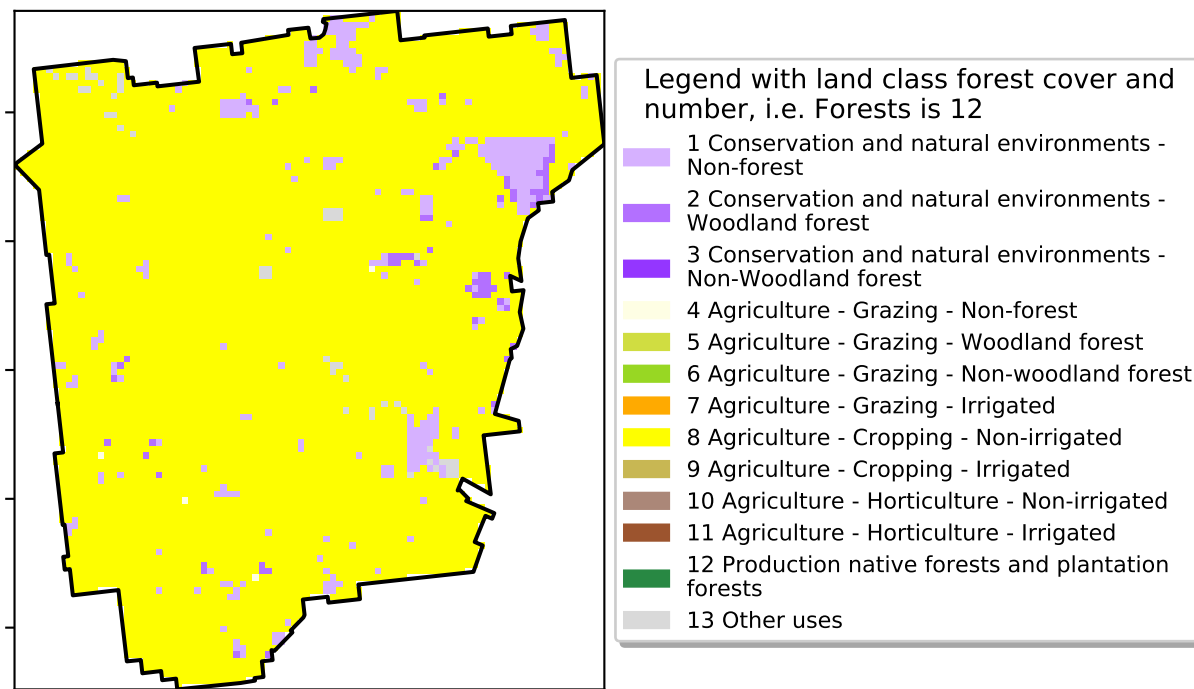 Legend with land class forest cover and
number, i.e. Forests is 12
1 Conservation and natural environments -
Non-forest
2 Conservation and natural environments -
Woodland forest
3 Conservation and natural environments -
Non-Woodland forest
4 Agriculture - Grazing - Non-forest
5 Agriculture - Grazing - Woodland forest
6 Agriculture - Grazing - Non-woodland forest
7 Agriculture - Grazing - Irrigated
8 Agriculture - Cropping - Non-irrigated
9 Agriculture - Cropping - Irrigated
10 Agriculture - Horticulture - Non-irrigated
11 Agriculture - Horticulture - Irrigated
12 Production native forests and plantation
forests
13 Other uses